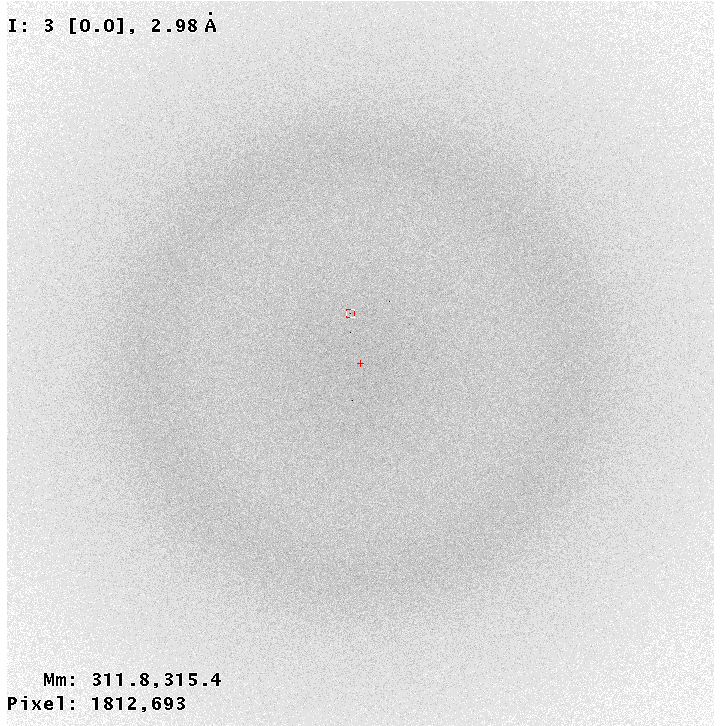 I: 3 [0.0], 2.98 Å
Mm: 311.8,315.4
Pixel: 1812,693